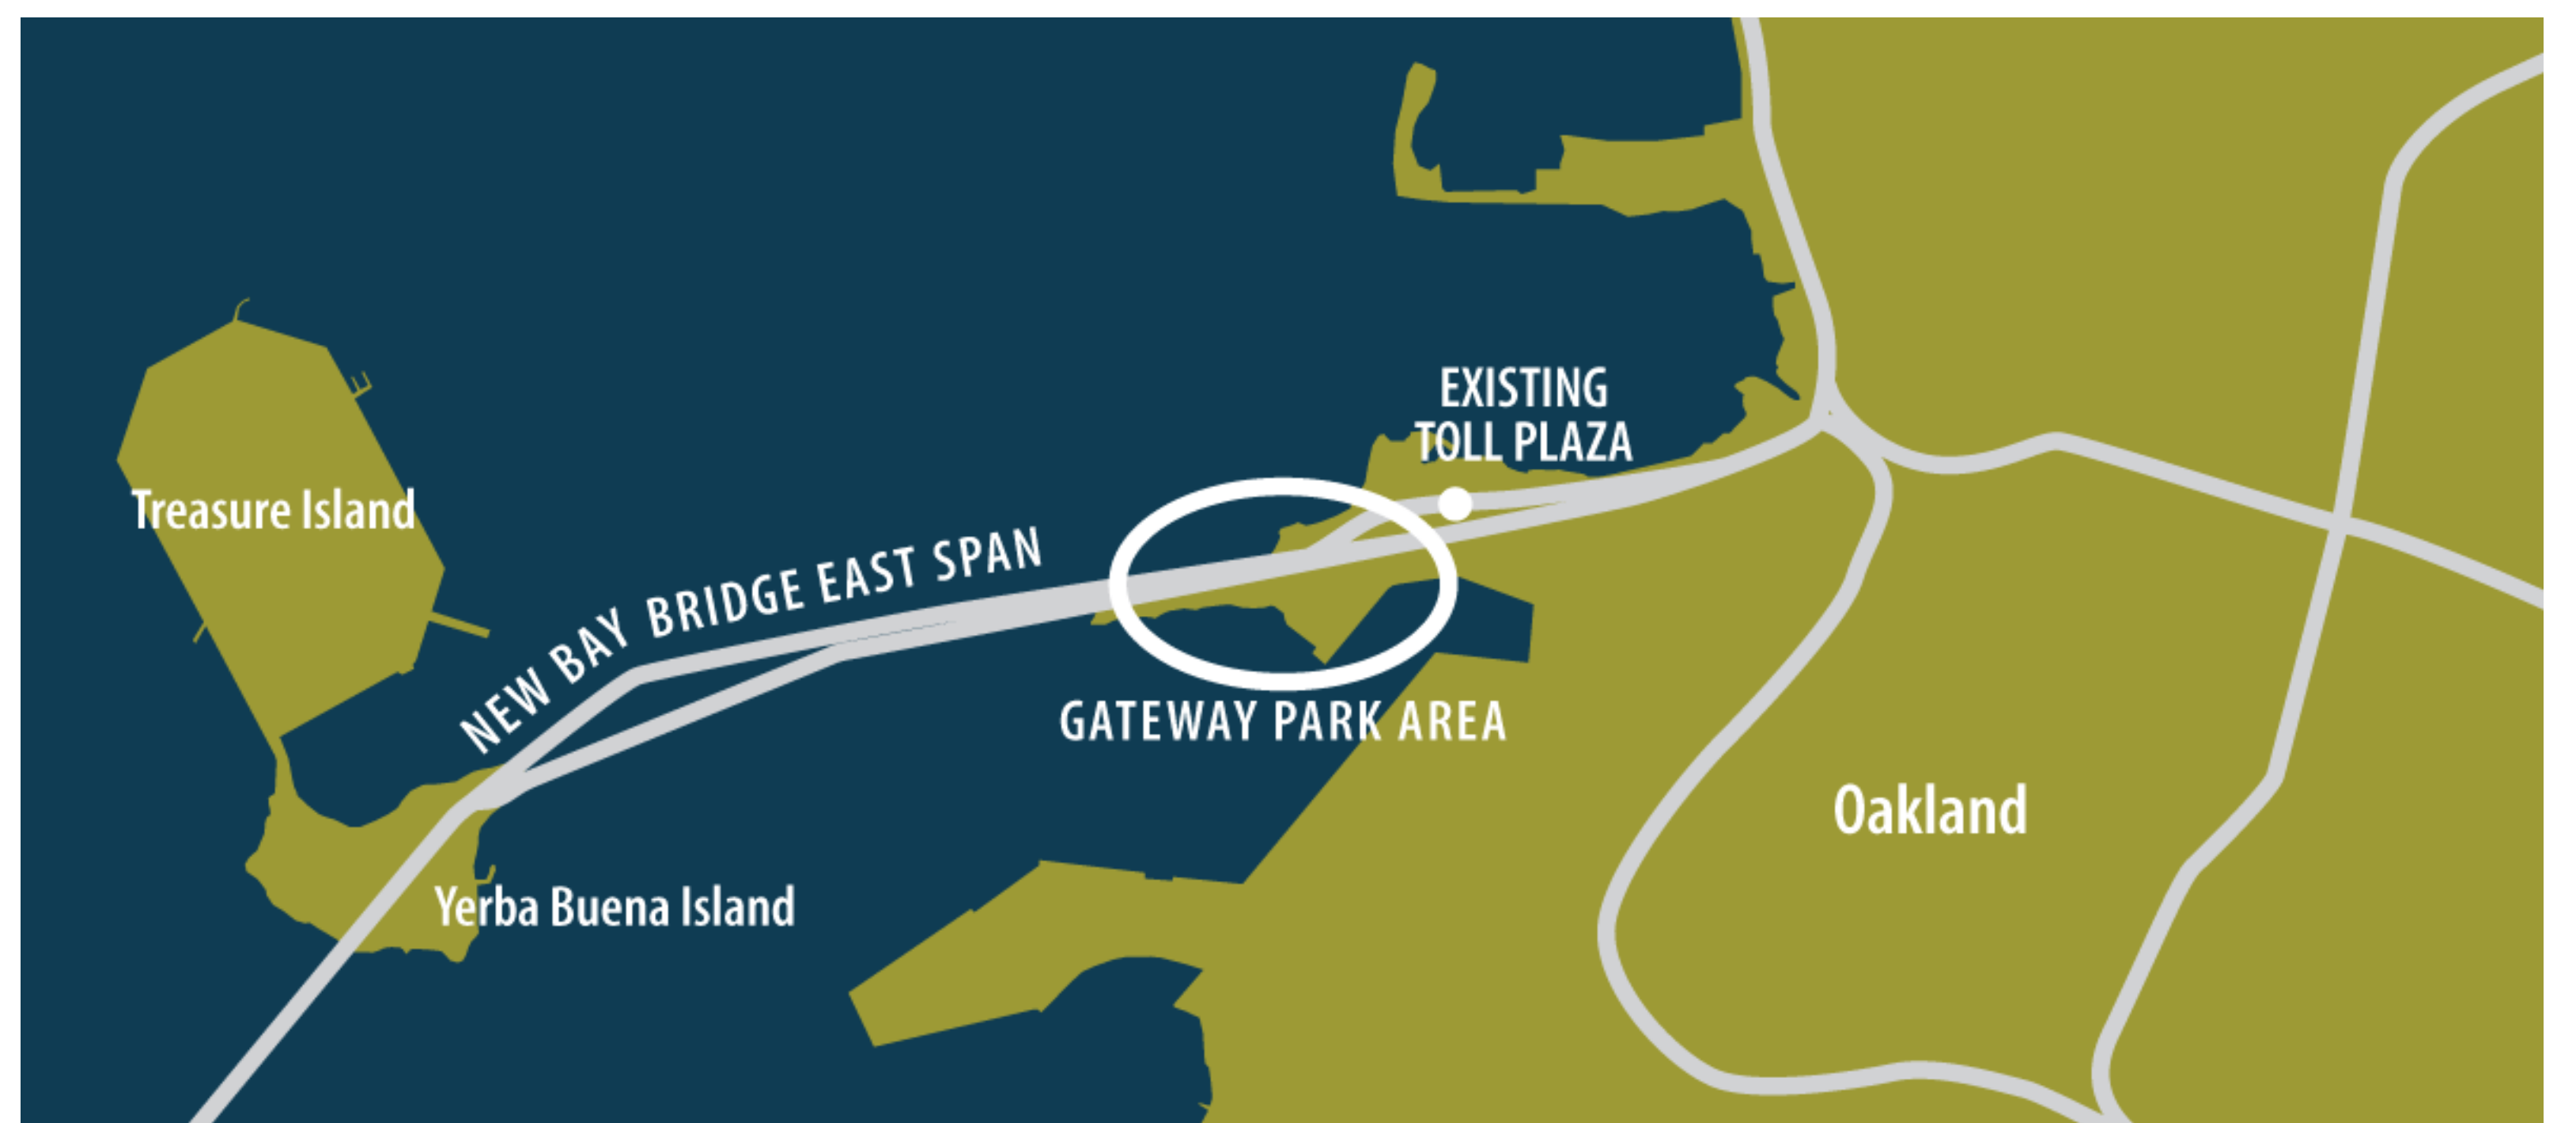 EXISTING
TOLL PLAZA
Treasure Island
NEW BAY BRIDGE EAST SPAN
GATEWAY PARK AREA
Oakland
Yerba Buena Island